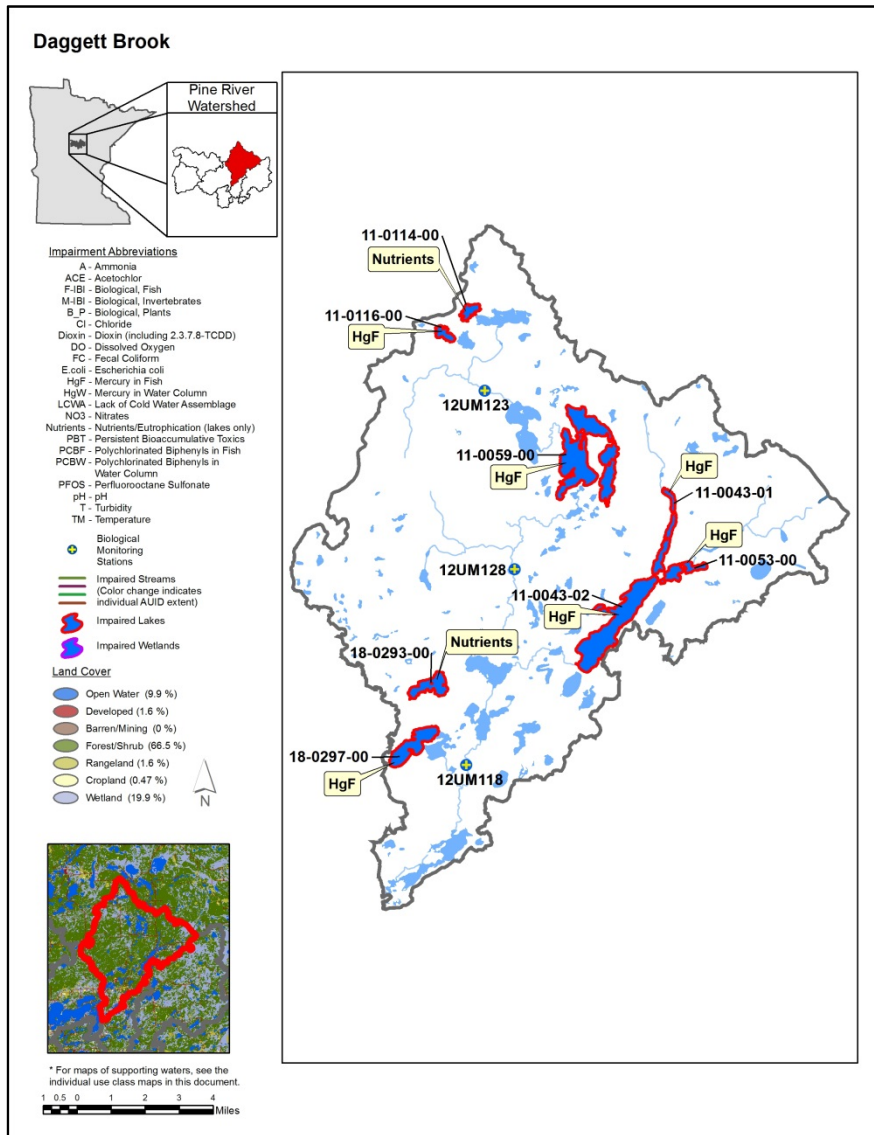 Daggett Brook
Pine River
Watershed
Impairment Abbreviations
A - Ammonia
ACE - Acetochlor
F-IBI - Biological, Fish
M-IBI - Biological, Invertebrates
B_P - Biological, Plants
Cl - Chloride
Dioxin - Dioxin (including 2.3.7.8-TCDD)
DO - Dissolved Oxygen
FC - Fecal Coliform
E.coli - Escherichia coli
HgF - Mercury in Fish
HgW - Mercury in Water Column
LCWA - Lack of Cold Water Assemblage
NO3 - Nitrates
Nutrients - Nutrients/Eutrophication (lakes only)
PBT - Persistent Bioaccumulative Toxics
PCBF - Polychlorinated Biphenyls in Fish
PCBW - Polychlorinated Biphenyls in
Water Column
PFOS - Perfluorooctane Sulfonate
pH - pH
T - Turbidity
TM - Temperature
Biological
Monitoring
Stations
Impaired Streams
(Color change indicates
individual AUID extent)
Impaired Lakes
Impaired Wetlands
Land Cover
Open Water (9.9 %)
Developed (1.6 %)
Barren/Mining (0 %)
Forest/Shrub (66.5 %)
Rangeland (1.6 %)
Cropland (0.47 %)
Wetland (19.9 %)
N
* For maps of supporting waters, see the
individual use class maps in this document.
1 0.5 0 1 2 3 4
Miles
11-0114-00
Nutrients
11-0116-00
HgF
12UM123
11-0059-00
HgF
HgF
11-0043-01
HgF
11-0053-00
12UM128
11-0043-02
HgF
Nutrients
18-0293-00
18-0297-00
HgF
12UM118